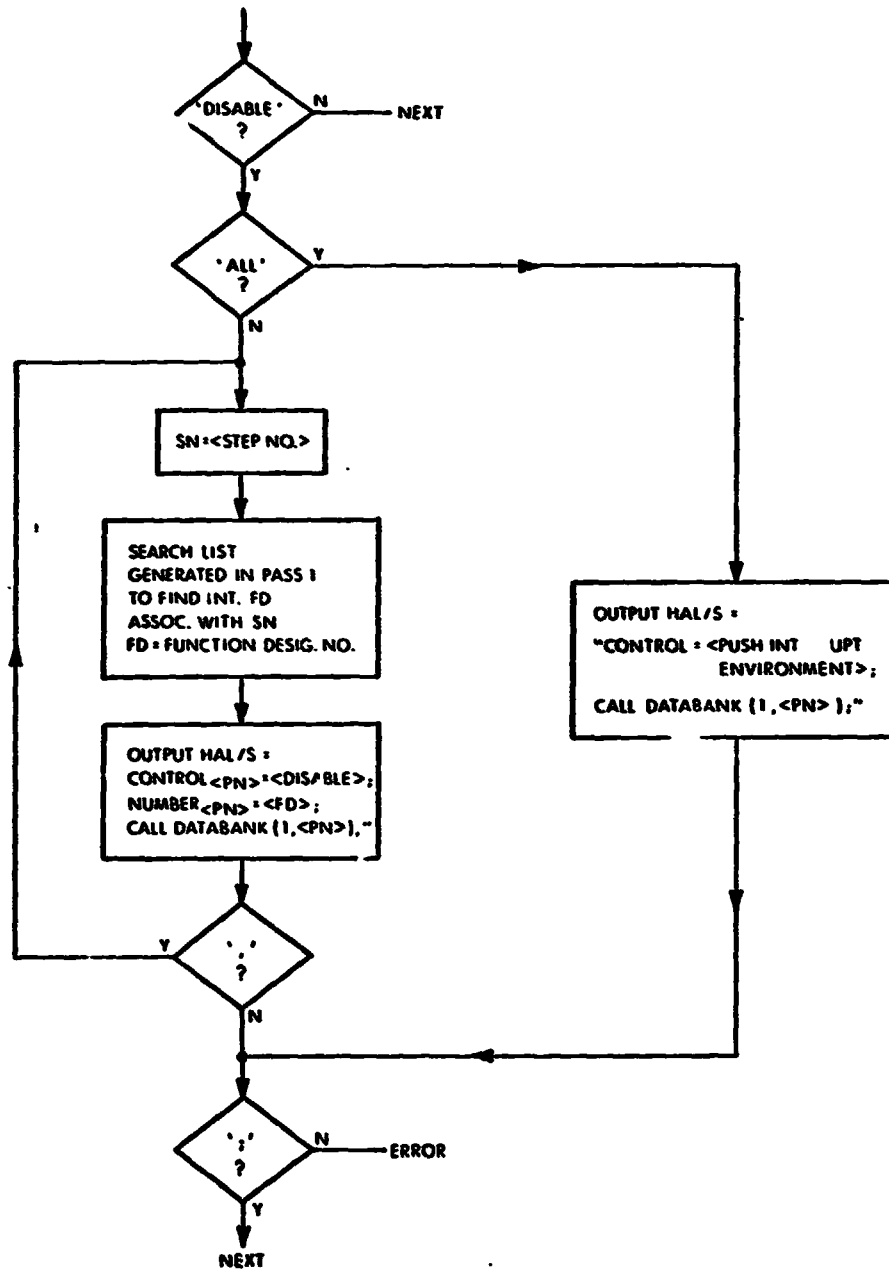 'DISABLE'
?
N
NEXT
Y
'ALL'
?
Y
N
SN=<STEP NO.>
SEARCH LIST
GENERATED IN PASS 1
TO FIND INT. FD
ASSOC. WITH SN
FD=FUNCTION DESIG. NO.
OUTPUT HAL/S =
"CONTROL = <PUSH INT UPT
ENVIRONMENT>;
CALL DATABANK (1,<PN>);"
OUTPUT HAL/S =
CONTROL<PN>=<DISABLE>;
NUMBER<PN>=<FD>;
CALL DATABANK (1,<PN>),"
Y
','
?
N
';'
?
N
ERROR
Y
NEXT